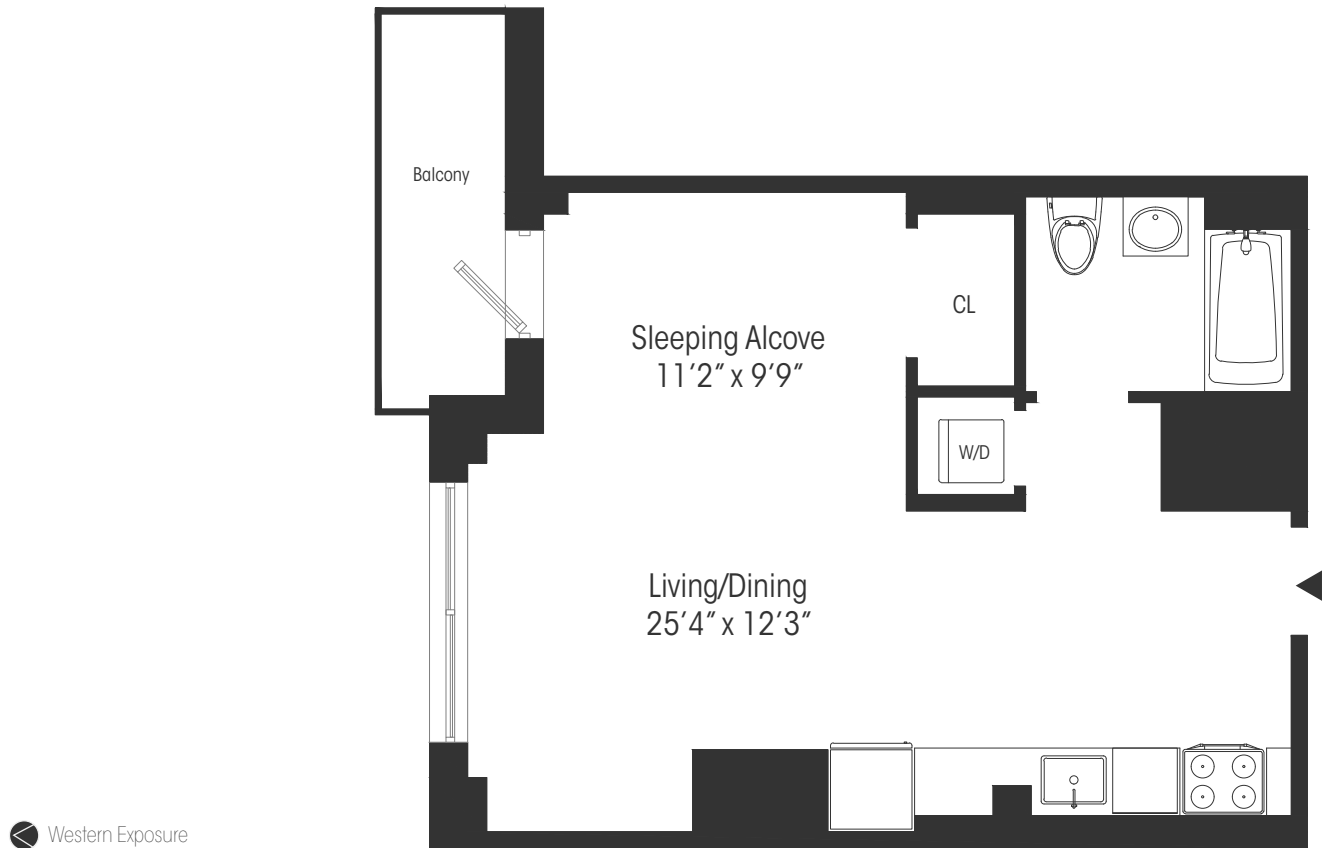 Balcony
Sleeping Alcove
11’2” x 9’9”
CL
W/D
Living/Dining
25’4” x 12’3”
Western Exposure